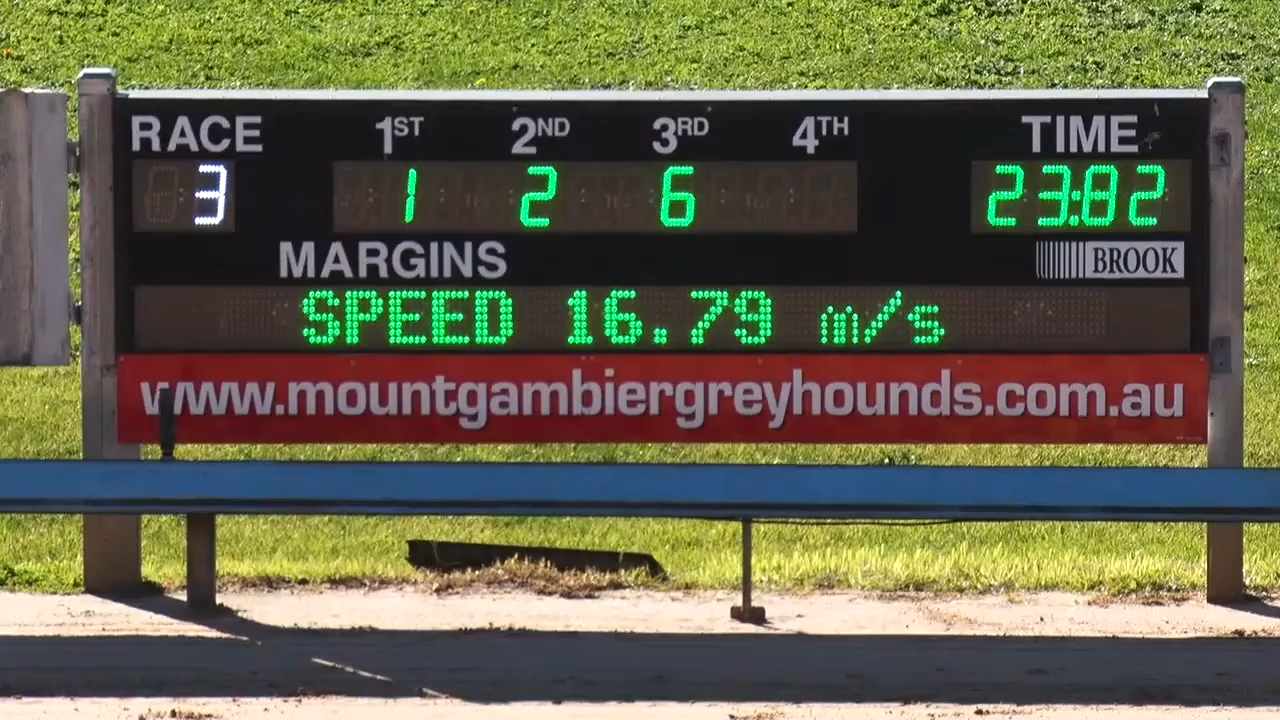 RACE 1ST 2ND 3RD 4TH TIME
3 1 2 6 23:82
MARGINS BROOK
SPEED 16.79 m/s
www.mountgambiergreyhounds.com.au